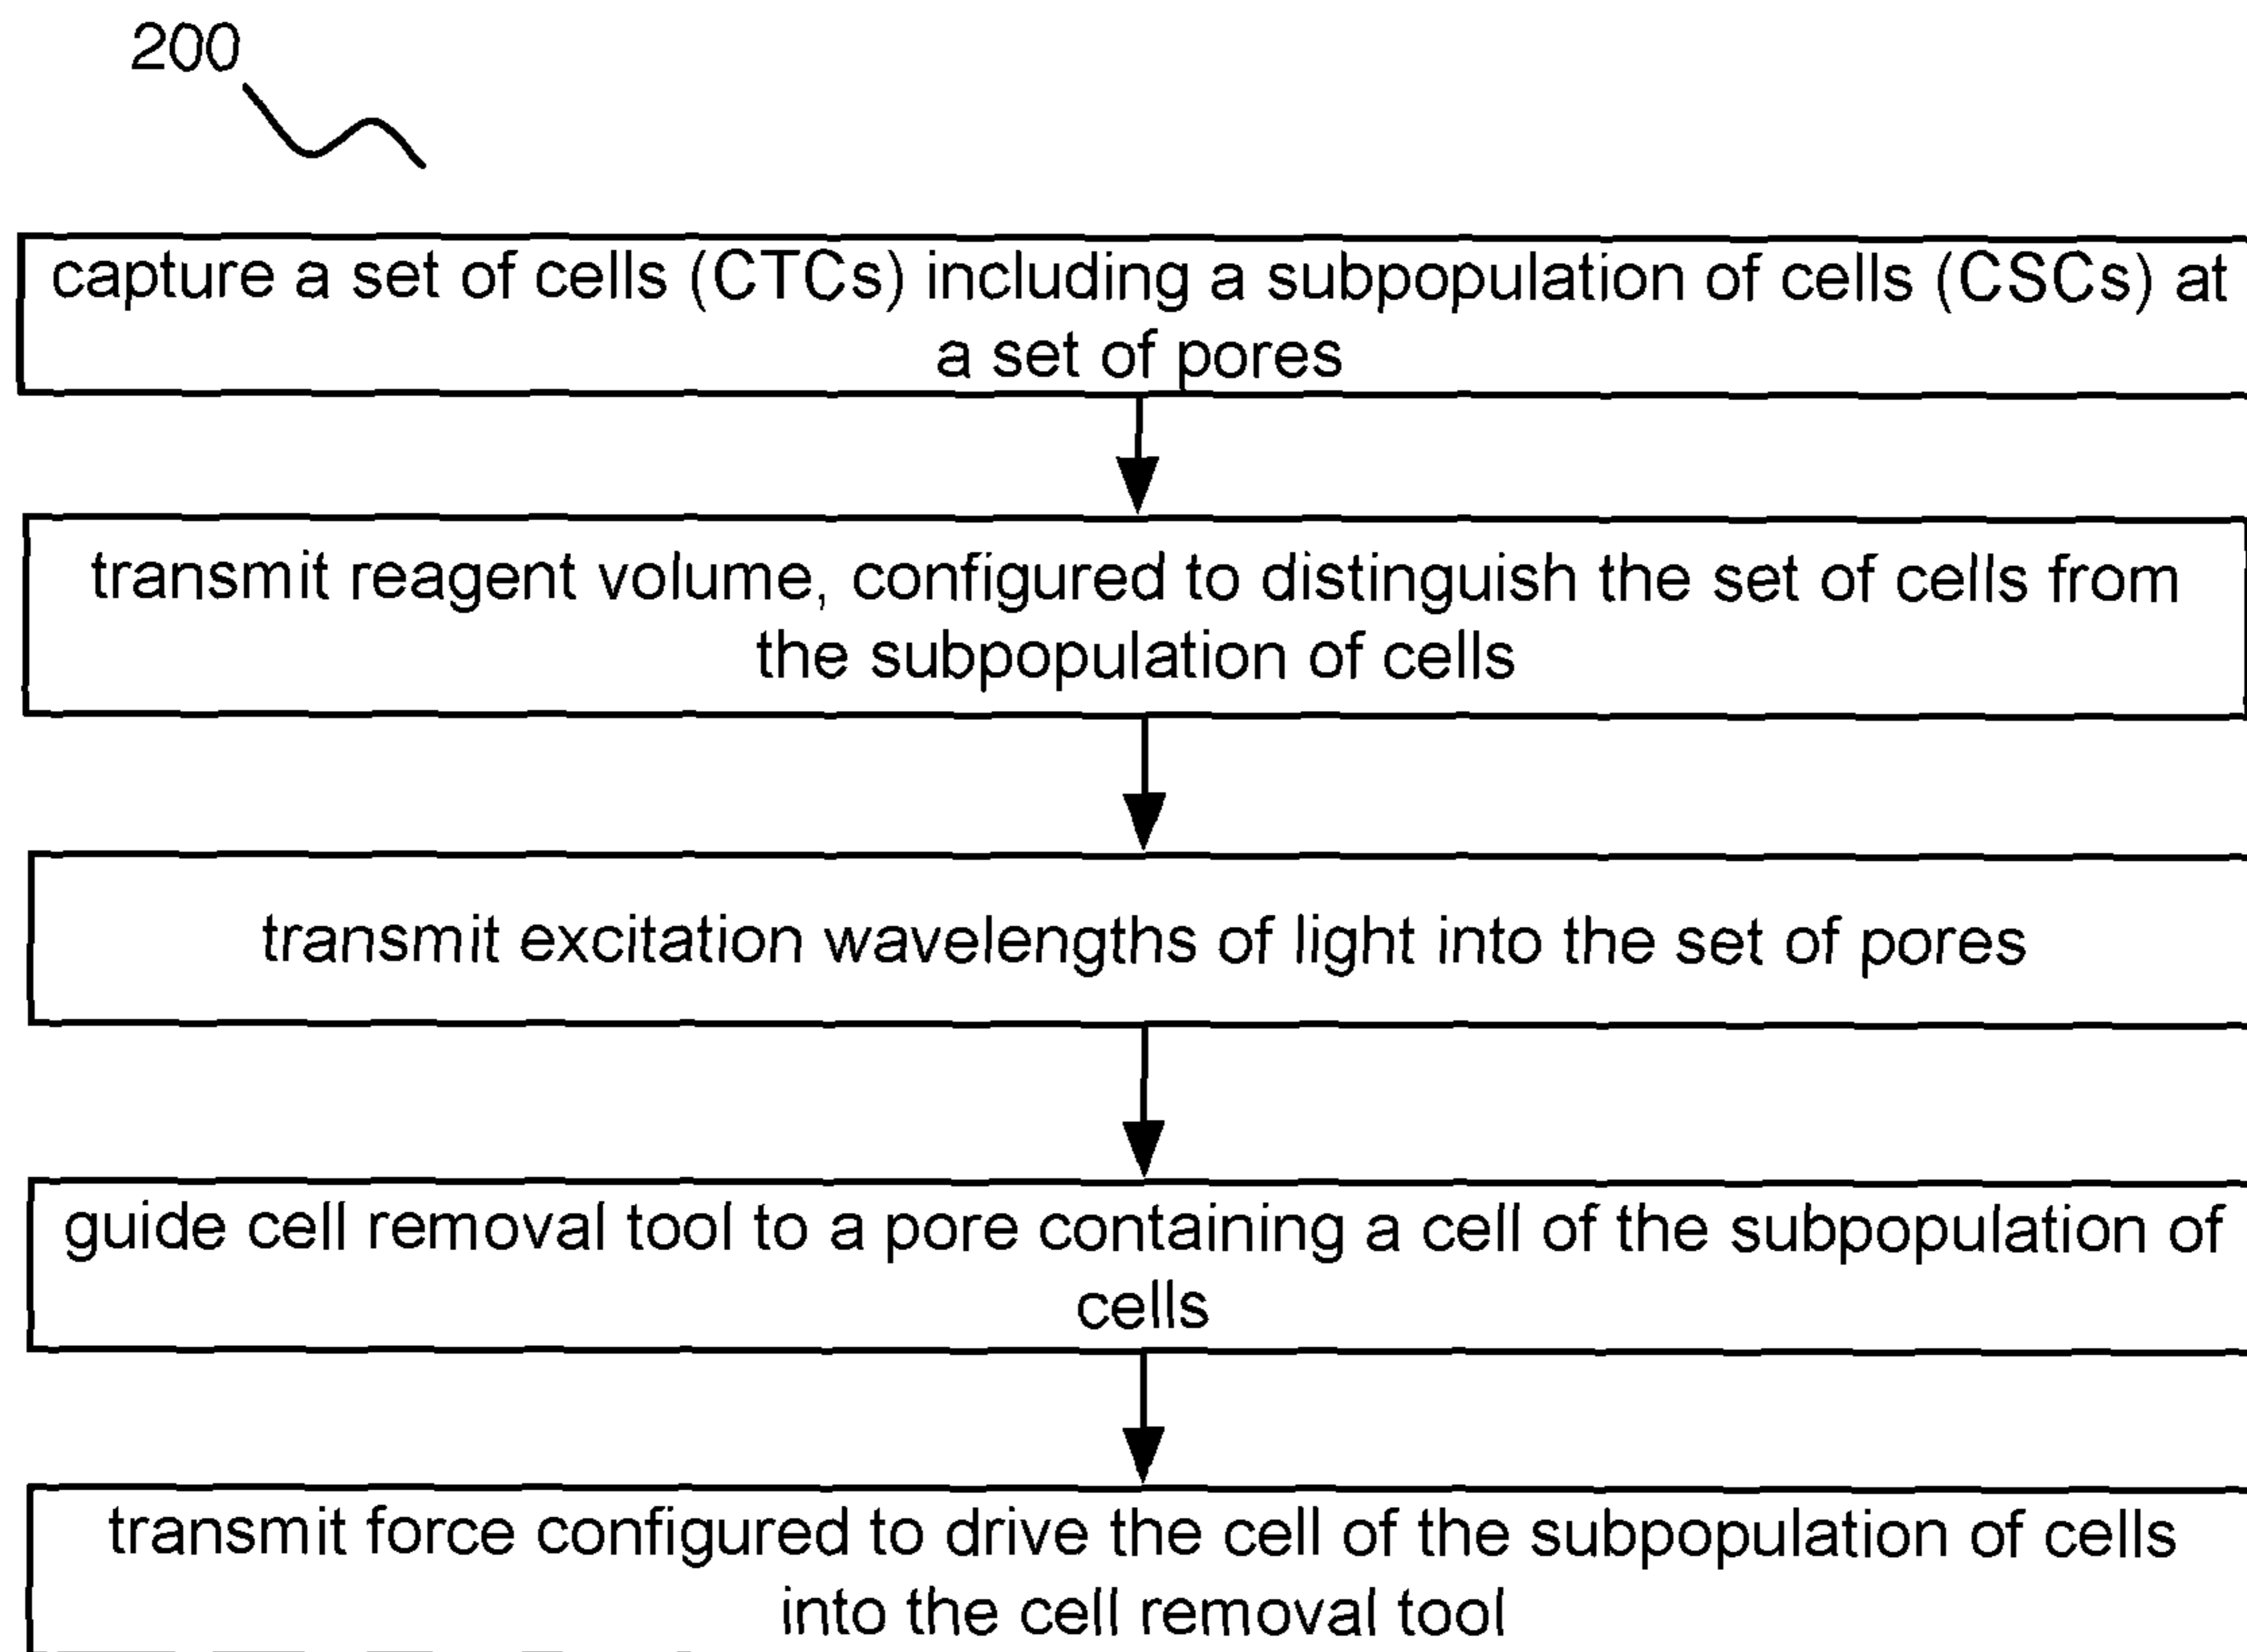 200
capture a set of cells (CTCs) including a subpopulation of cells (CSCs) at
a set of pores
transmit reagent volume, configured to distinguish the set of cells from
the subpopulation of cells
transmit excitation wavelengths of light into the set of pores
guide cell removal tool to a pore containing a cell of the subpopulation of
cells
transmit force configured to drive the cell of the subpopulation of cells
into the cell removal tool